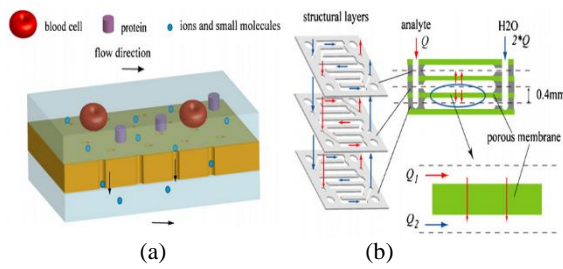 blood cell
protein
ions and small molecules
flow direction
(a)
structural layers
analyte
Q
H2O
2*Q
0.4mm
porous membrane
Q1
Q2
(b)